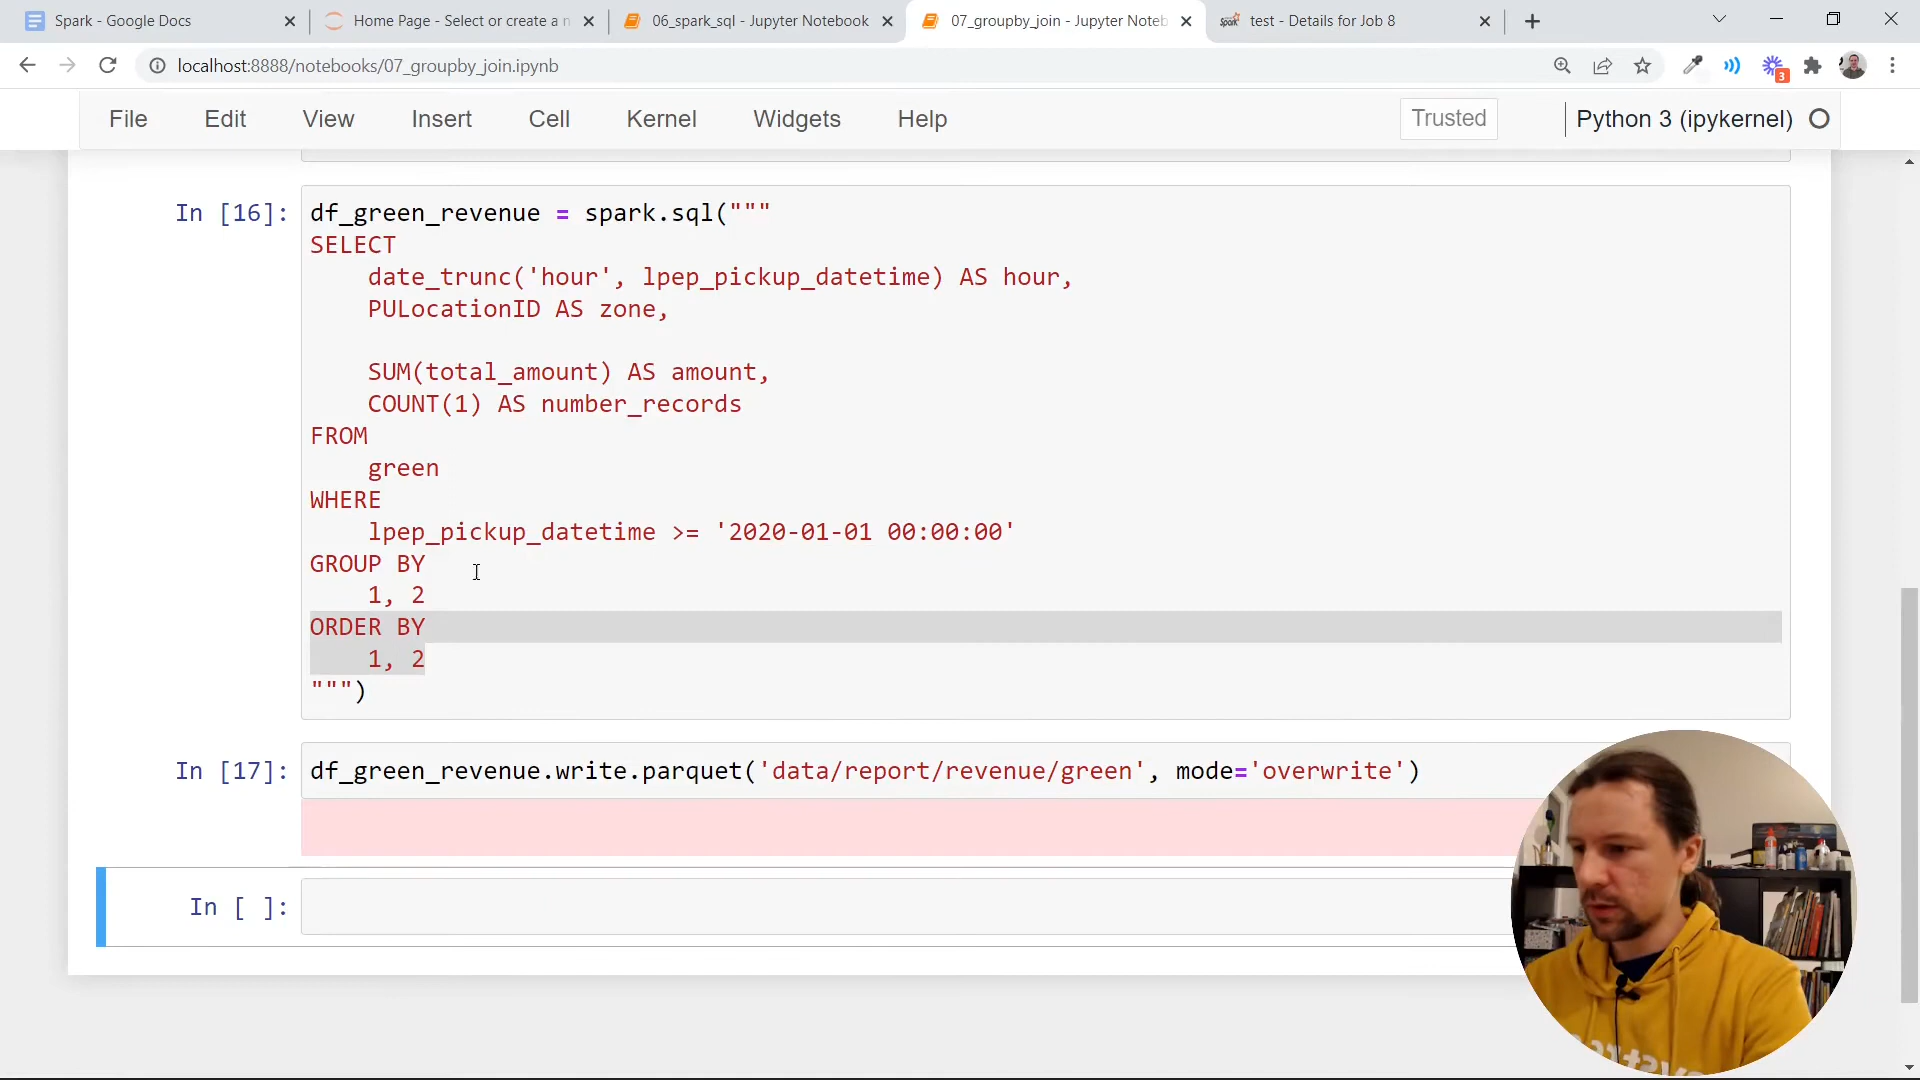 Spark - Google Docs
Home Page - Select or create a n
06_spark_sql - Jupyter Notebook
07_groupby_join - Jupyter Noteb
test - Details for Job 8
localhost:8888/notebooks/07_groupby_join.ipynb
3
File Edit View Insert Cell Kernel Widgets Help
Trusted
Python 3 (ipykernel)
In [16]:
df_green_revenue = spark.sql("""
SELECT
date_trunc('hour', lpep_pickup_datetime) AS hour,
PULocationID AS zone,
SUM(total_amount) AS amount,
COUNT(1) AS number_records
FROM
green
WHERE
lpep_pickup_datetime >= '2020-01-01 00:00:00'
GROUP BY
1, 2
ORDER BY
1, 2
""")
In [17]:
df_green_revenue.write.parquet('data/report/revenue/green', mode='overwrite')
In [ ]: